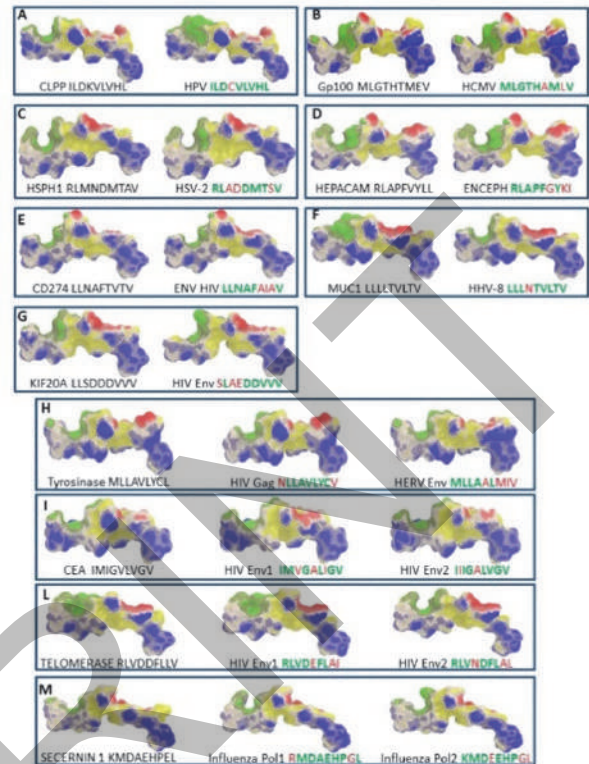 A
CLPP ILDKVLVHL HPV ILDCVLVHL
B
Gp100 MLGTHTMEV HCMV MLGTHAMLV
C
HSPH1 RLMNDMTAV HSV-2 RLADDMTSV
D
HEPACAM RLAPFVYLL ENCEPH RLAPFGYKI
E
CD274 LLNAFTVTV ENV HIV LLNAFAIAV
F
MUC1 LLLLTVLTV HHV-8 LLLNTVLTV
G
KIF20A LLSDDDVVV HIV Env SLAEDDVVV
H
Tyrosinase MLLAVLYCL HIV Gag NLLAVLYCV HERV Env MLLAALMIV
I
CEA IMIGVLVGV HIV Env1 IMVGALIGV HIV Env2 IIIGALVGV
L
TELOMERASE RLVDDFLLV HIV Env1 RLVDEFLAI HIV Env2 RLVNDFLAL
M
SECERNIN 1 KMDAEHPEL Influenza Pol1 RMDAEHPGL Influenza Pol2 KMDEEHPGL